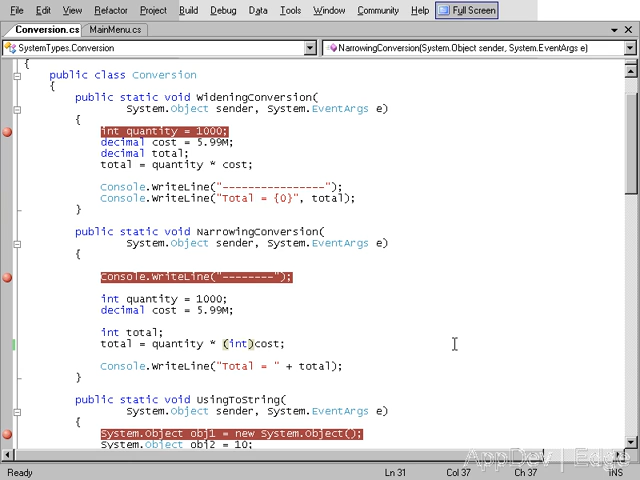 File Edit View Refactor Project Build Widening Debug Data Tools Window Community Help Full Screen
Conversion.cs MainMenu.cs
SystemTypes.Conversion NarrowingConversion(System.Object sender, System.EventArgs e)
{
public class Conversion
{
public static void WideningConversion(
System.Object sender, System.EventArgs e)
{
int quantity = 1000;
decimal cost = 5.99M;
decimal total;
total = quantity * cost;
Console.WriteLine("----------------");
Console.WriteLine("Total = {0}", total);
}
public static void NarrowingConversion(
System.Object sender, System.EventArgs e)
{
Console.WriteLine("--------");
int quantity = 1000;
decimal cost = 5.99M;
int total;
total = quantity * (int)cost;
Console.WriteLine("Total = " + total);
}
public static void UsingToString(
System.Object sender, System.EventArgs e)
{
System.Object obj1 = new System.Object();
System.Object obj2 = 10;
AppDev | Edge
Ready Ln 31 Col 37 Ch 37 INS